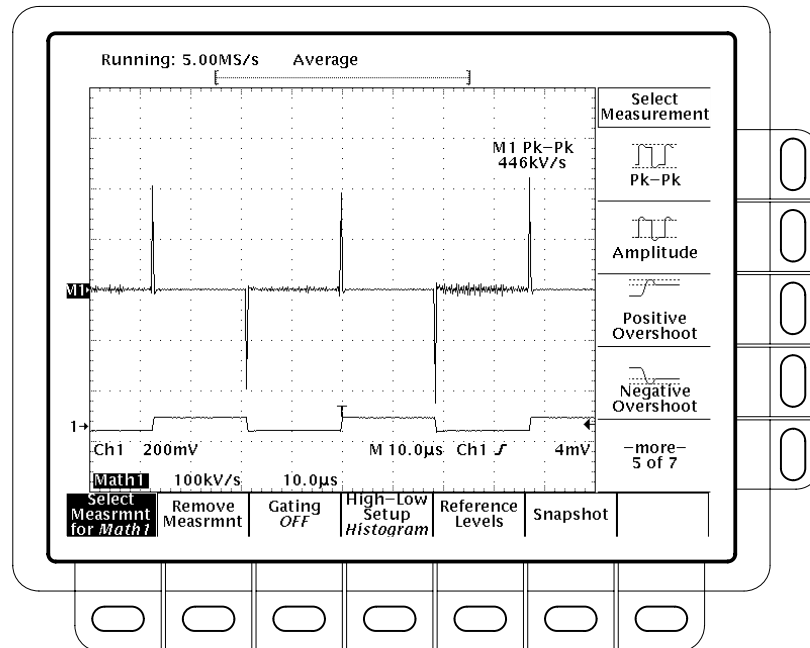 Running: 5.00MS/s Average
M1 Pk–Pk
446kV/s
M1
T
1
Ch1 200mV M 10.0µs Ch1 4mV
Math1 100kV/s 10.0µs
Select
Measurement
Pk–Pk
Amplitude
Positive
Overshoot
Negative
Overshoot
–more–
5 of 7
Select
Measrmnt
for Math1
Remove
Measrmnt
Gating
OFF
High–Low
Setup
Histogram
Reference
Levels
Snapshot